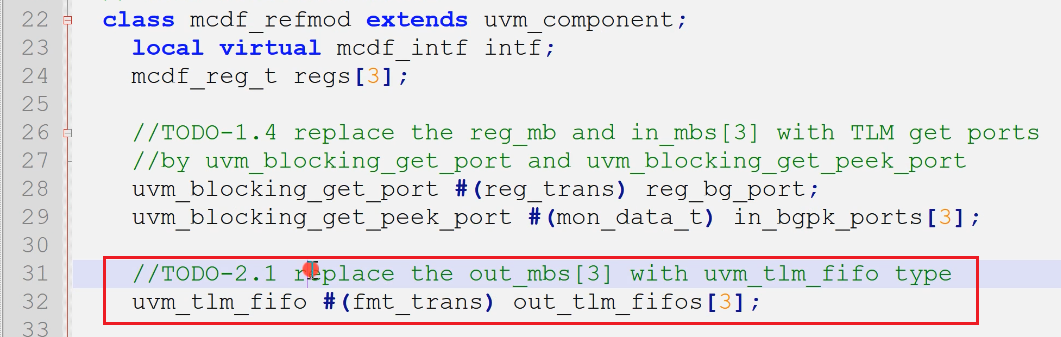 22 class mcdf_refmod extends uvm_component;
23 local virtual mcdf_intf intf;
24 mcdf_reg_t regs[3];
25
26 //TODO-1.4 replace the reg_mb and in_mbs[3] with TLM get ports
27 //by uvm_blocking_get_port and uvm_blocking_get_peek_port
28 uvm_blocking_get_port #(reg_trans) reg_bg_port;
29 uvm_blocking_get_peek_port #(mon_data_t) in_bgpk_ports[3];
30
31 //TODO-2.1 replace the out_mbs[3] with uvm_tlm_fifo type
32 uvm_tlm_fifo #(fmt_trans) out_tlm_fifos[3];
33